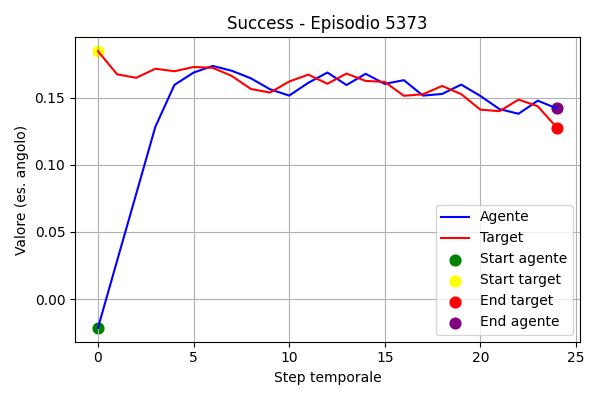 Success - Episodio 5373
Valore (es. angolo)
0.15
0.10
0.05
0.00
0
5
10
15
20
25
Step temporale
Agente
Target
Start agente
Start target
End target
End agente